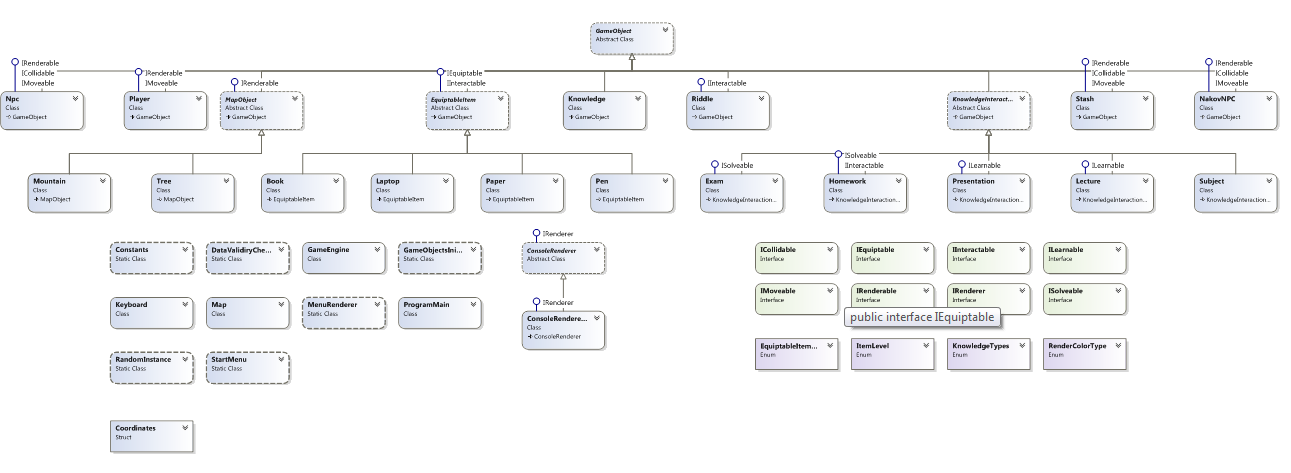 GameObject
Abstract Class
IRenderable
ICollidable
IMoveable
IRenderable
IMoveable
IRenderable
IEquiptable
IInteractable
IInteractable
IRenderable
ICollidable
IMoveable
IRenderable
ICollidable
IMoveable
Npc
Class
GameObject
Player
Class
GameObject
MapObject
Abstract Class
GameObject
EquiptableItem
Abstract Class
GameObject
Knowledge
Class
GameObject
Riddle
Class
GameObject
KnowledgeInteract...
Abstract Class
GameObject
Stash
Class
GameObject
NakovNPC
Class
GameObject
ISolveable
ISolveable
IInteractable
ILearnable
ILearnable
Mountain
Class
MapObject
Tree
Class
MapObject
Book
Class
EquiptableItem
Laptop
Class
EquiptableItem
Paper
Class
EquiptableItem
Pen
Class
EquiptableItem
Exam
Class
KnowledgeInteraction...
Homework
Class
KnowledgeInteraction...
Presentation
Class
KnowledgeInteraction...
Lecture
Class
KnowledgeInteraction...
Subject
Class
KnowledgeInteraction...
Constants
Static Class
DataValidiryChe...
Static Class
GameEngine
Class
GameObjectsIni...
Static Class
IRenderer
ConsoleRenderer
Abstract Class
ICollidable
Interface
IEquiptable
Interface
IInteractable
Interface
ILearnable
Interface
Keyboard
Class
Map
Class
MenuRenderer
Static Class
ProgramMain
Class
IRenderer
ConsoleRendere...
Class
ConsoleRenderer
IMoveable
Interface
IRenderable
Interface
IRenderer
Interface
ISolveable
Interface
public interface IEquiptable
RandomInstance
Static Class
StartMenu
Static Class
EquiptableItem...
Enum
ItemLevel
Enum
KnowledgeTypes
Enum
RenderColorType
Enum
Coordinates
Struct